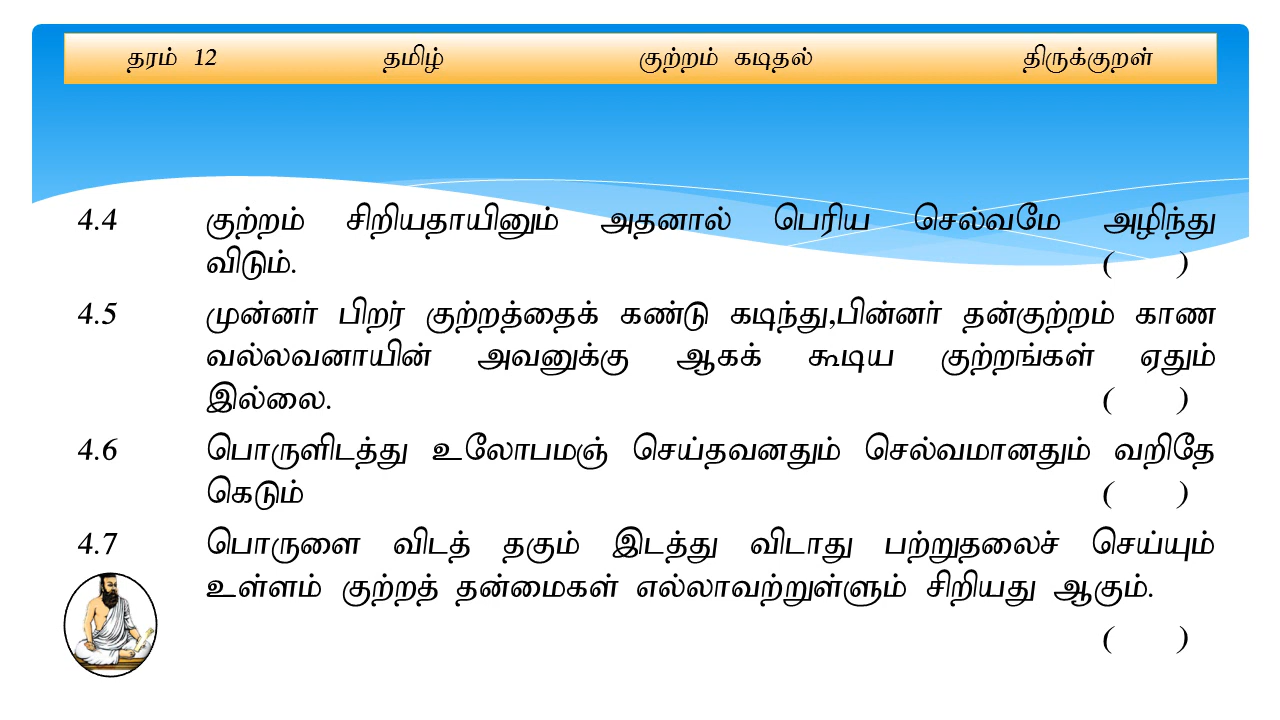 தரம் 12 தமிழ் குற்றம் கடிதல் திருக்குறள்
4.4 குற்றம் சிறியதாயினும் அதனால் பெரிய செல்வமே அழிந்து
விடும். ( )
4.5 முன்னர் பிறர் குற்றத்தைக் கண்டு கடிந்து,பின்னர் தன்குற்றம் காண
வல்லவனாயின் அவனுக்கு ஆகக் கூடிய குற்றங்கள் ஏதும்
இல்லை. ( )
4.6 பொருளிடத்து உலோபமஞ் செய்தவனதும் செல்வமானதும் வறிதே
கெடும் ( )
4.7 பொருளை விடத் தகும் இடத்து விடாது பற்றுதலைச் செய்யும்
உள்ளம் குற்றத் தன்மைகள் எல்லாவற்றுள்ளும் சிறியது ஆகும்.
( )